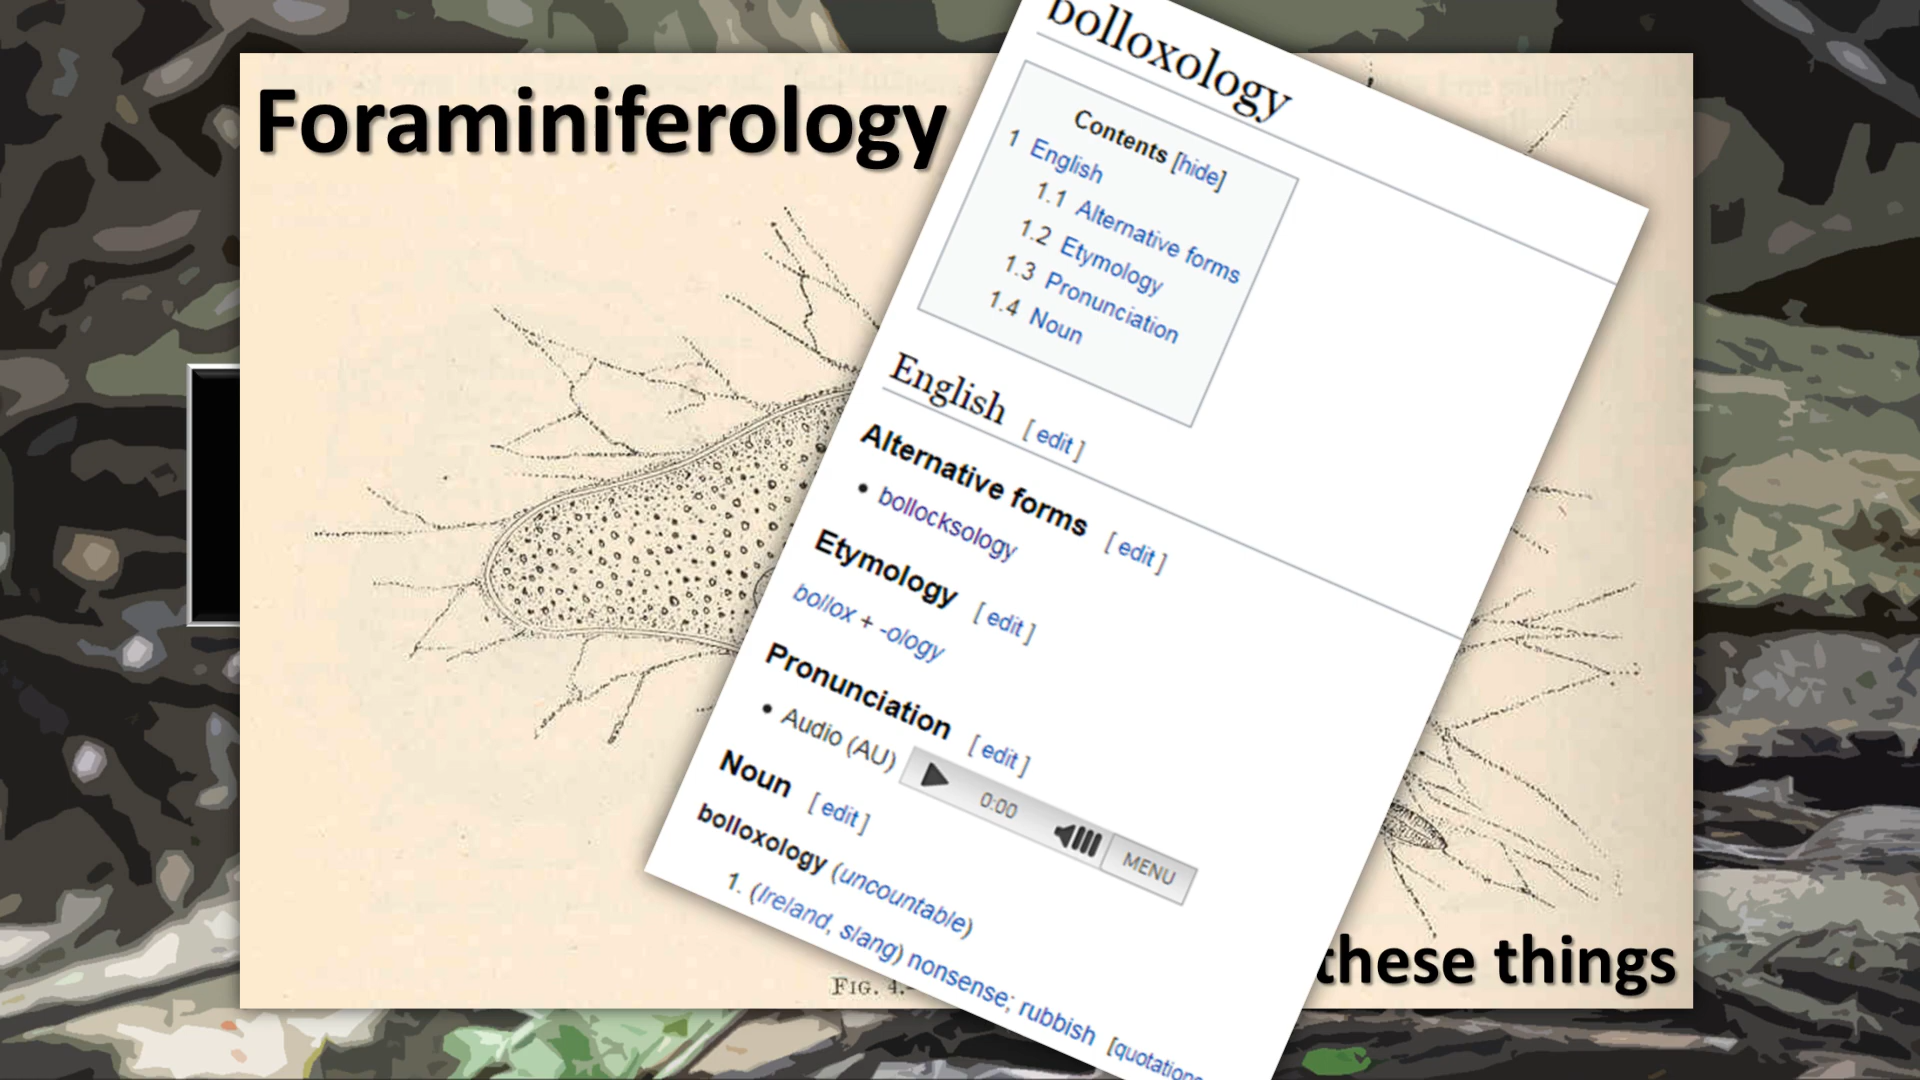 Foraminiferology
bolloxology
Contents [hide]
1 English
1.1 Alternative forms
1.2 Etymology
1.3 Pronunciation
1.4 Noun
English [ edit ]
Alternative forms [ edit ]
• bollocksology
Etymology [ edit ]
bollox + -ology
Pronunciation [ edit ]
• Audio (AU) 0:00 MENU
Noun [ edit ]
bolloxology (uncountable)
1. (Ireland, slang) nonsense; rubbish [quotations
FIG. 4.-
these things